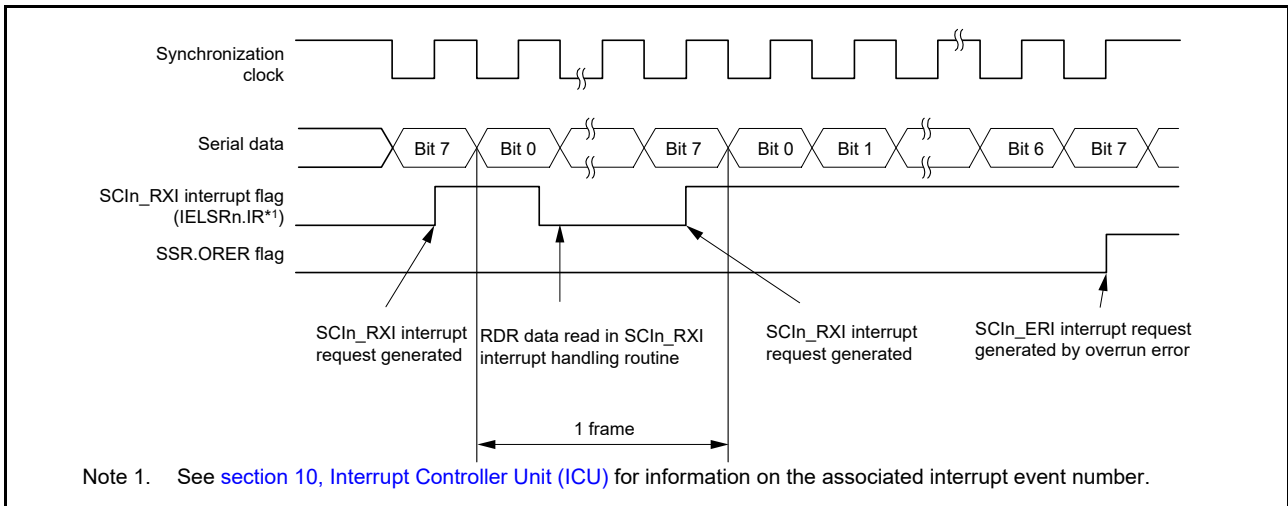 Synchronization
clock
Serial data
Bit 7
Bit 0
Bit 7
Bit 0
Bit 1
Bit 6
Bit 7
SCIn_RXI interrupt flag
(IELSRn.IR*1)
SSR.ORER flag
SCIn_RXI interrupt
request generated
RDR data read in SCIn_RXI
interrupt handling routine
SCIn_RXI interrupt
request generated
SCIn_ERI interrupt request
generated by overrun error
1 frame
Note 1. See section 10, Interrupt Controller Unit (ICU) for information on the associated interrupt event number.